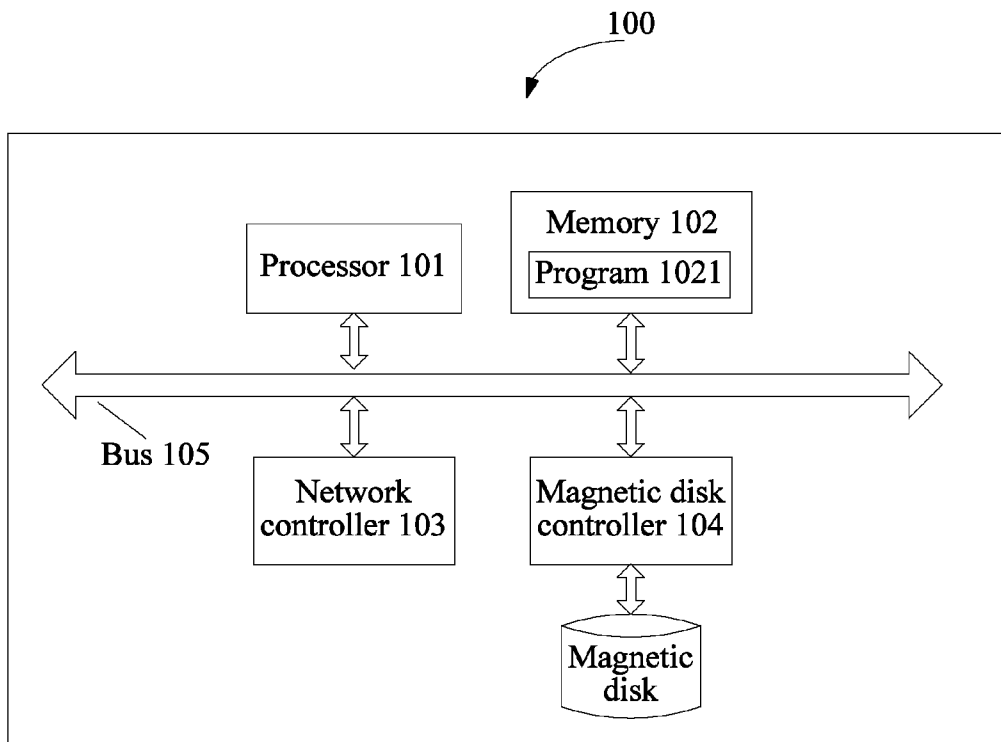 100
Processor 101
Memory 102
Program 1021
Bus 105
Network
controller 103
Magnetic disk
controller 104
Magnetic
disk